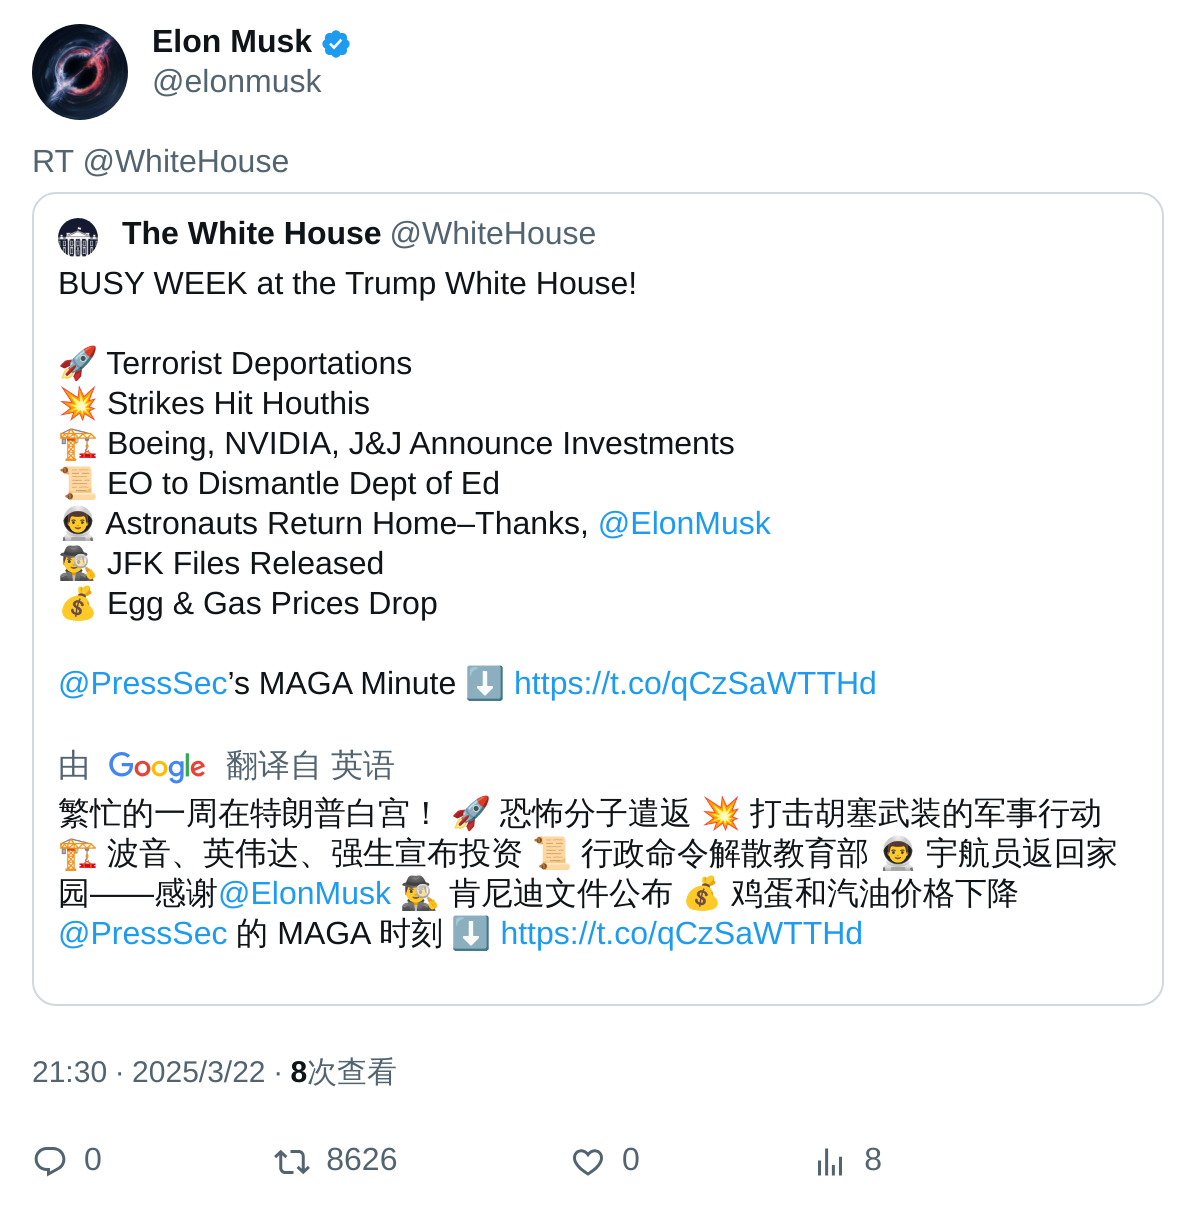 Elon Musk
@elonmusk
RT @WhiteHouse
The White House @WhiteHouse
BUSY WEEK at the Trump White House!
🚀 Terrorist Deportations
💥 Strikes Hit Houthis
🏗️ Boeing, NVIDIA, J&J Announce Investments
📜 EO to Dismantle Dept of Ed
👨‍🚀 Astronauts Return Home–Thanks, @ElonMusk
🕵️ JFK Files Released
💰 Egg & Gas Prices Drop
@PressSec’s MAGA Minute ⬇️ https://t.co/qCzSaWTTHd
由 Google 翻译自 英语
繁忙的一周在特朗普白宫！ 🚀 恐怖分子遣返 💥 打击胡塞武装的军事行动
🏗️ 波音、英伟达、强生宣布投资 📜 行政命令解散教育部 👨‍🚀 宇航员返回家
园——感谢@ElonMusk 🕵️ 肯尼迪文件公布 💰 鸡蛋和汽油价格下降
@PressSec 的 MAGA 时刻 ⬇️ https://t.co/qCzSaWTTHd
21:30 · 2025/3/22 · 8次查看
0 8626 0 8